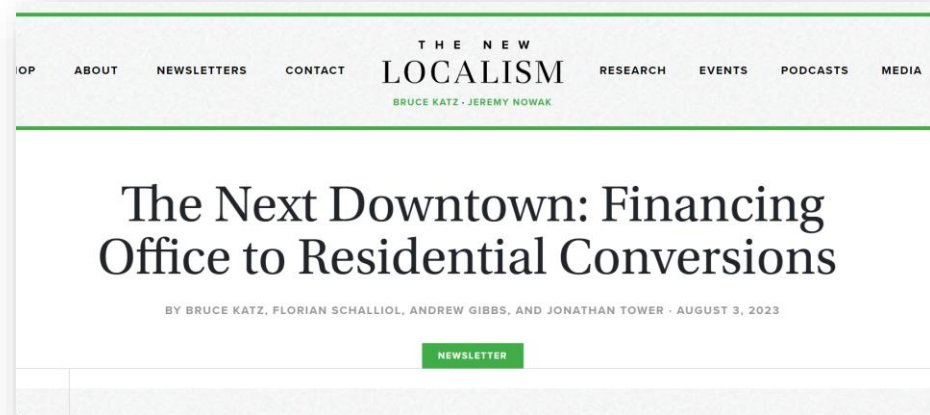 THE NEW
ABOUT NEWSLETTERS CONTACT LOCALISM RESEARCH EVENTS PODCASTS MEDIA
BRUCE KATZ · JEREMY NOWAK
The Next Downtown: Financing
Office to Residential Conversions
BY BRUCE KATZ, FLORIAN SCHALLIOL, ANDREW GIBBS, AND JONATHAN TOWER · AUGUST 3, 2023
NEWSLETTER